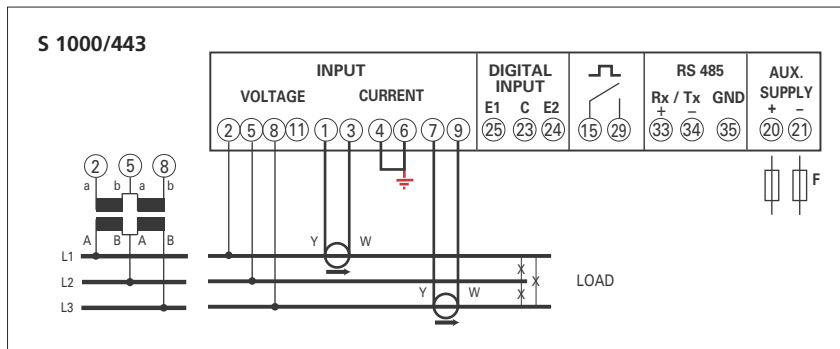 S 1000/443
INPUT
VOLTAGE CURRENT
DIGITAL
INPUT
E1 C E2
RS 485
Rx / Tx GND
+ −
AUX.
SUPPLY
+ −
2 5 8 11 1 3 4 6 7 9 25 23 24 15 29 33 34 35 20 21
F
2 5 8
a b a b
A B A B
Y W
L1
L2
X
X
LOAD
Y W
X
L3